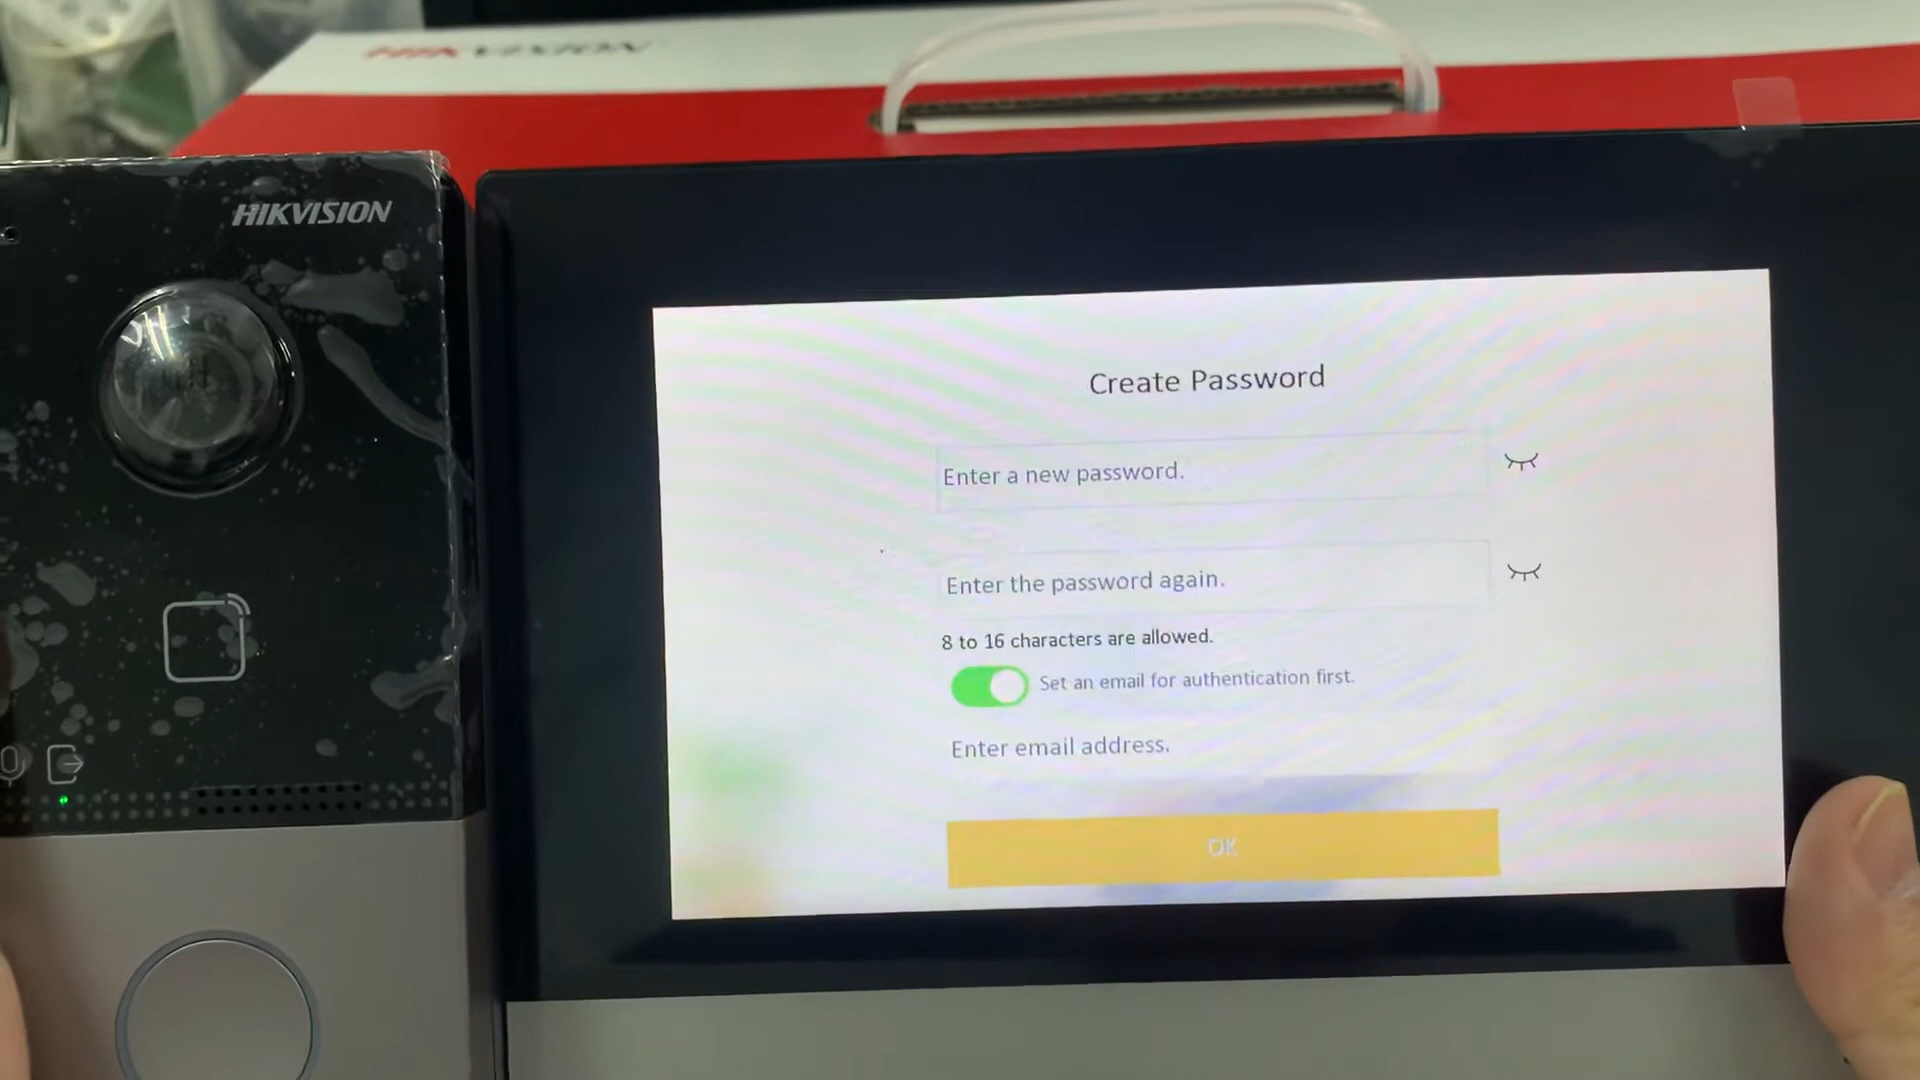 HIKVISION
HIKVISION
Create Password
Enter a new password.
Enter the password again.
8 to 16 characters are allowed.
Set an email for authentication first.
Enter email address.
OK